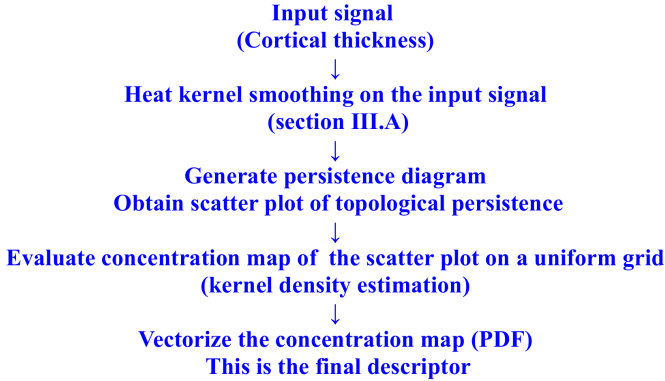 Input signal
(Cortical thickness)
↓
Heat kernel smoothing on the input signal
(section III.A)
↓
Generate persistence diagram
Obtain scatter plot of topological persistence
↓
Evaluate concentration map of the scatter plot on a uniform grid
(kernel density estimation)
↓
Vectorize the concentration map (PDF)
This is the final descriptor